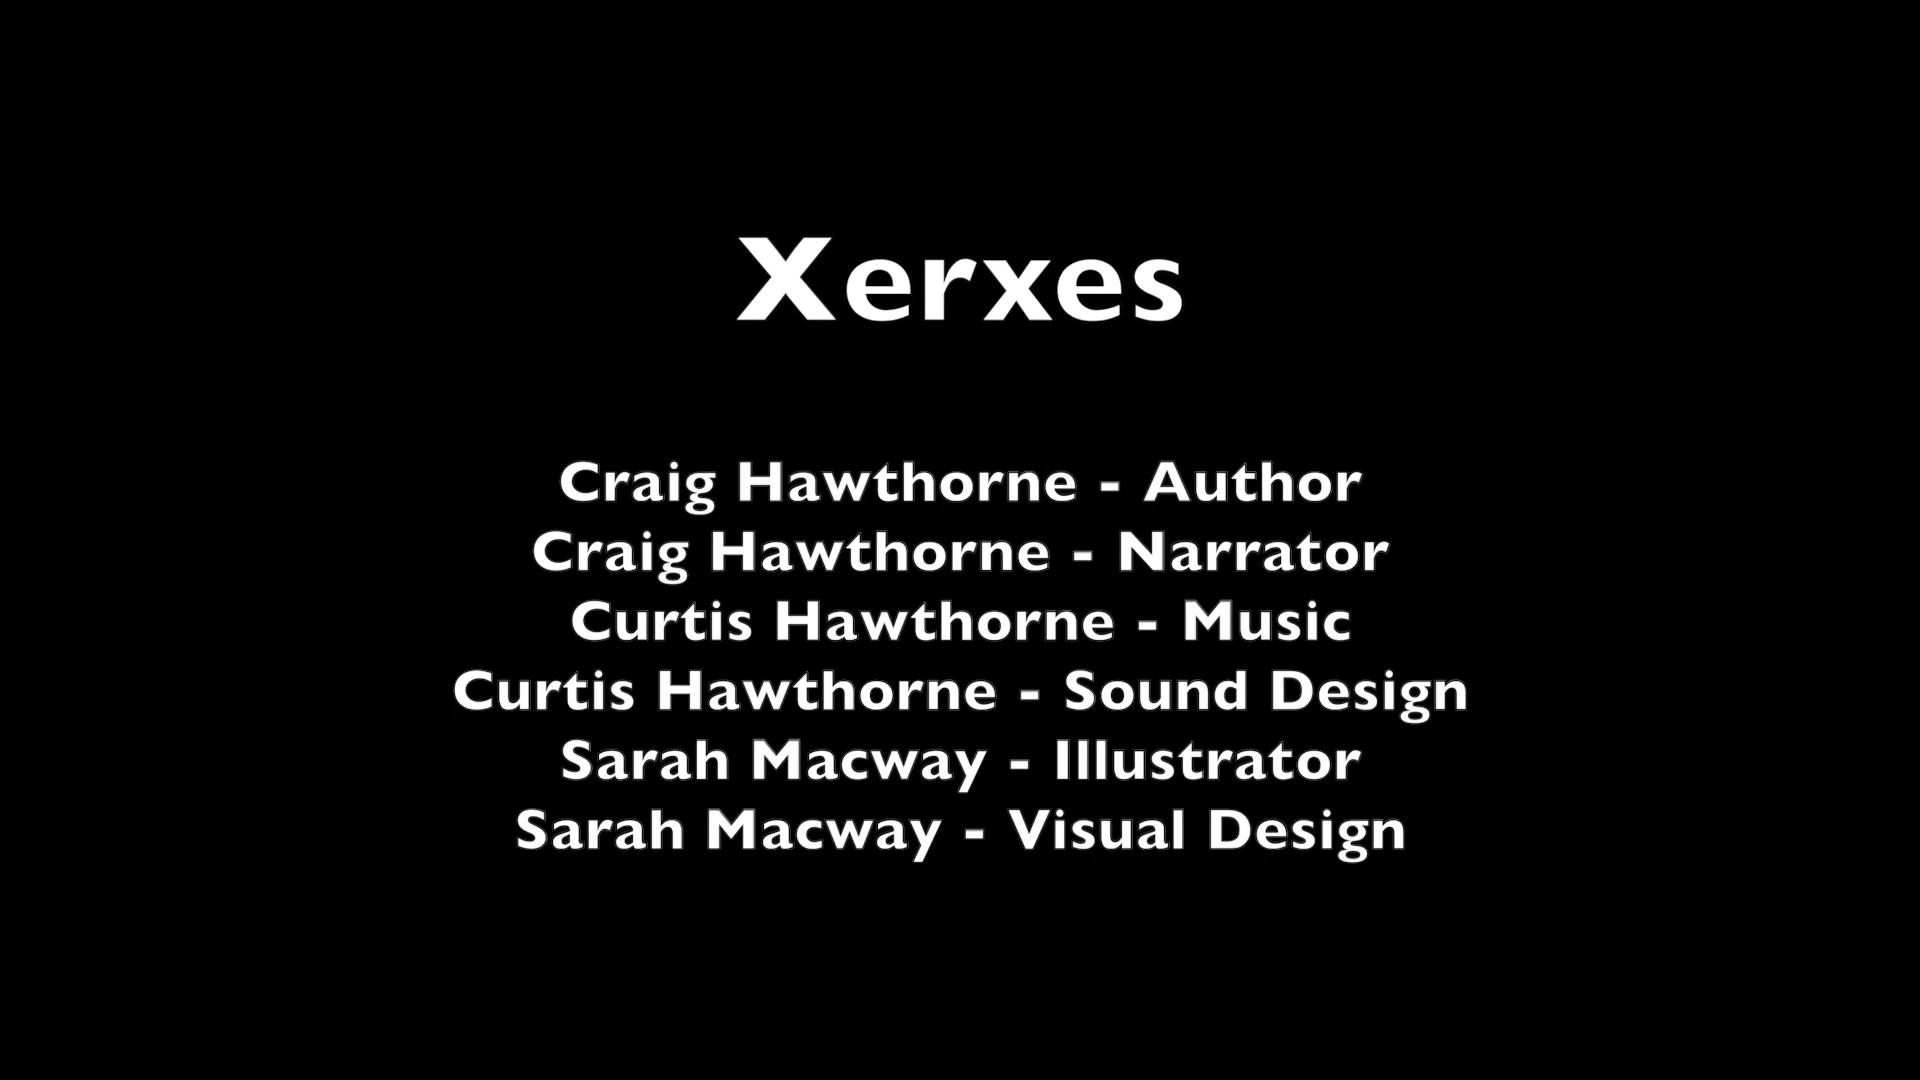 Xerxes
Craig Hawthorne - Author
Craig Hawthorne - Narrator
Curtis Hawthorne - Music
Curtis Hawthorne - Sound Design
Sarah Macway - Illustrator
Sarah Macway - Visual Design